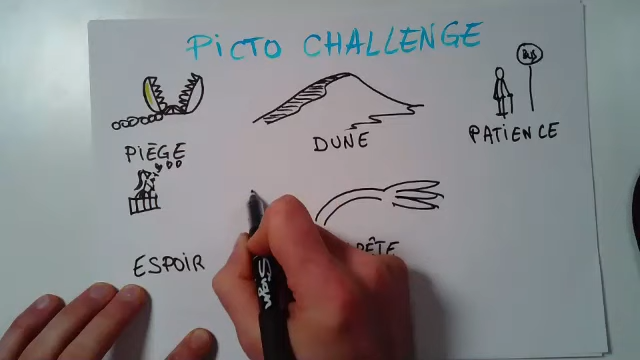 PICTO CHALLENGE
BUS
PIÈGE
DUNE
PATIENCE
ESPOIR